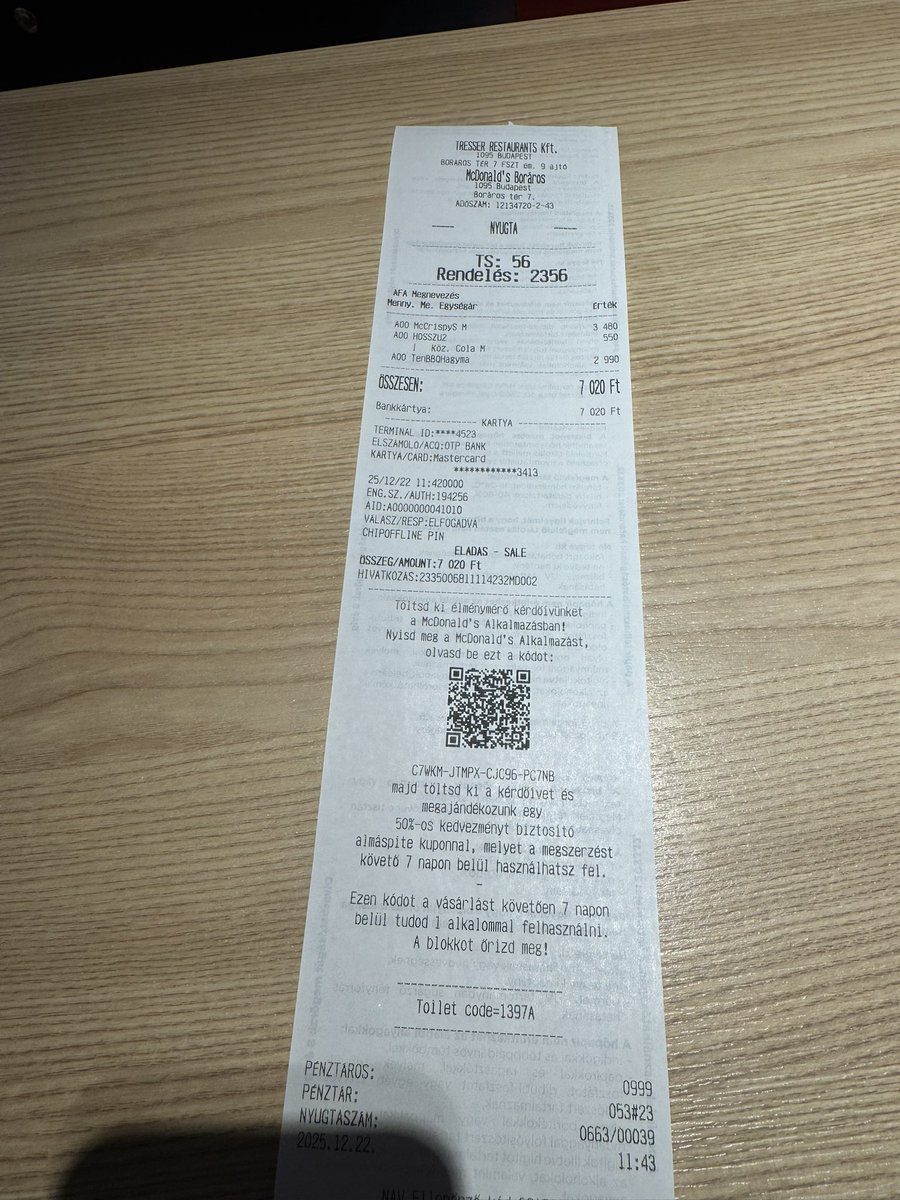 TRESSER RESTAURANTS Kft.
1095 BUDAPEST
BORÁROS TÉR 7 FSZT em. 9 ajtó
McDonald's Boráros
1095 Budapest
Boráros tér 7.
ADÓSZÁM: 12134720-2-43
----- NYUGTA -----
TS: 56
Rendelés: 2356
ÁFA Megnevezés
Menny. Me. Egységár Érték
A00 McCrispyS M 3 480
A00 HOSSZU2 550
| Köz. Cola M
A00 TenBBQHagyma 2 990
ÖSSZESEN: 7 020 Ft
Bankkártya: 7 020 Ft
KÁRTYA
TERMINAL ID:****4523
ELSZÁMOLÓ/ACQ:OTP BANK
KÁRTYA/CARD:Mastercard
************3413
25/12/22 11:420000
ENG.SZ./AUTH:194256
AID:A0000000041010
VÁLASZ/RESP:ELFOGADVA
CHIPOFFLINE PIN
ELADÁS - SALE
ÖSSZEG/AMOUNT:7 020 Ft
HIVATKOZÁS:2335006811114232MD002
Töltsd ki élménymérő kérdőívünket
a McDonald's Alkalmazásban!
Nyisd meg a McDonald's Alkalmazást,
olvasd be ezt a kódot:
C7WKM-JTMPX-CJC96-PC7NB
majd töltsd ki a kérdőívet és
megajándékozunk egy
50%-os kedvezményt biztosító
almáspite kuponnal, melyet a megszerzést
követő 7 napon belül használhatsz fel.
-
Ezen kódot a vásárlást követően 7 napon
belül tudod 1 alkalommal felhasználni.
A blokkot őrizd meg!
Toilet code=1397A
PÉNZTÁROS: 0999
PÉNZTÁR: 053#23
NYUGTASZÁM: 0663/00039
2025.12.22. 11:43